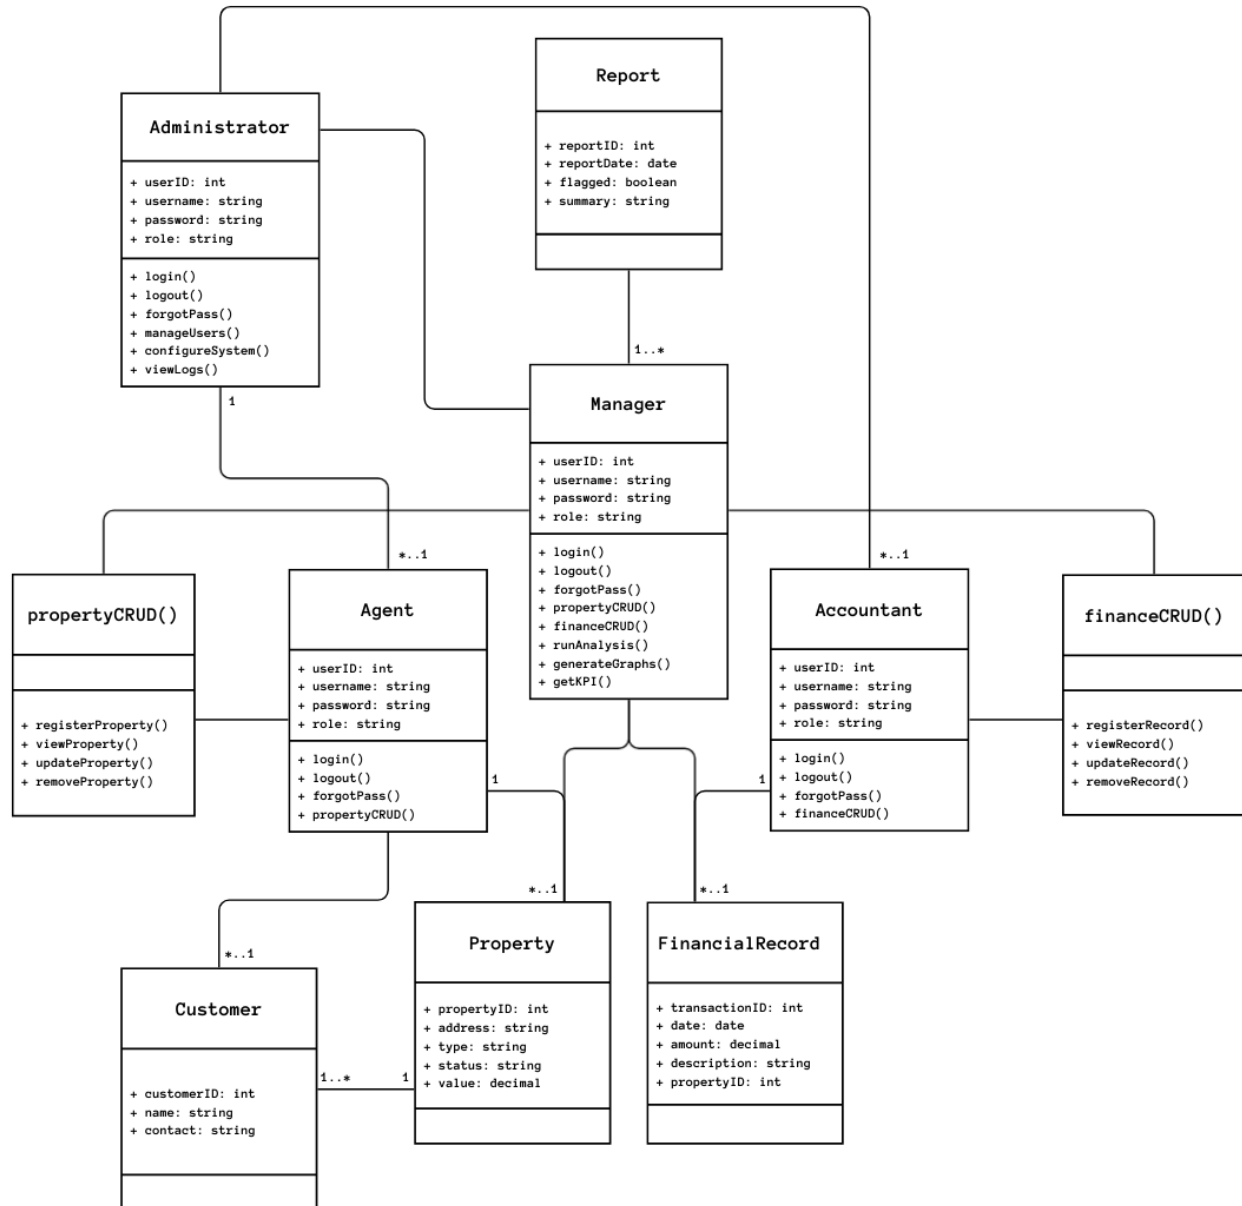 Report
+ reportID: int
+ reportDate: date
+ flagged: boolean
+ summary: string
Administrator
+ userID: int
+ username: string
+ password: string
+ role: string
+ login()
+ logout()
+ forgotPass()
+ manageUsers()
+ configureSystem()
+ viewLogs()
1
1..*
Manager
+ userID: int
+ username: string
+ password: string
+ role: string
+ login()
+ logout()
+ forgotPass()
+ propertyCRUD()
+ financeCRUD()
+ runAnalysis()
+ generateGraphs()
+ getKPI()
propertyCRUD()
+ registerProperty()
+ viewProperty()
+ updateProperty()
+ removeProperty()
*..1
Agent
+ userID: int
+ username: string
+ password: string
+ role: string
+ login()
+ logout()
+ forgotPass()
+ propertyCRUD()
1
*..1
Accountant
+ userID: int
+ username: string
+ password: string
+ role: string
+ login()
+ logout()
+ forgotPass()
+ financeCRUD()
1
financeCRUD()
+ registerRecord()
+ viewRecord()
+ updateRecord()
+ removeRecord()
*..1
Customer
+ customerID: int
+ name: string
+ contact: string
1..*
1
*..1
Property
+ propertyID: int
+ address: string
+ type: string
+ status: string
+ value: decimal
*..1
FinancialRecord
+ transactionID: int
+ date: date
+ amount: decimal
+ description: string
+ propertyID: int